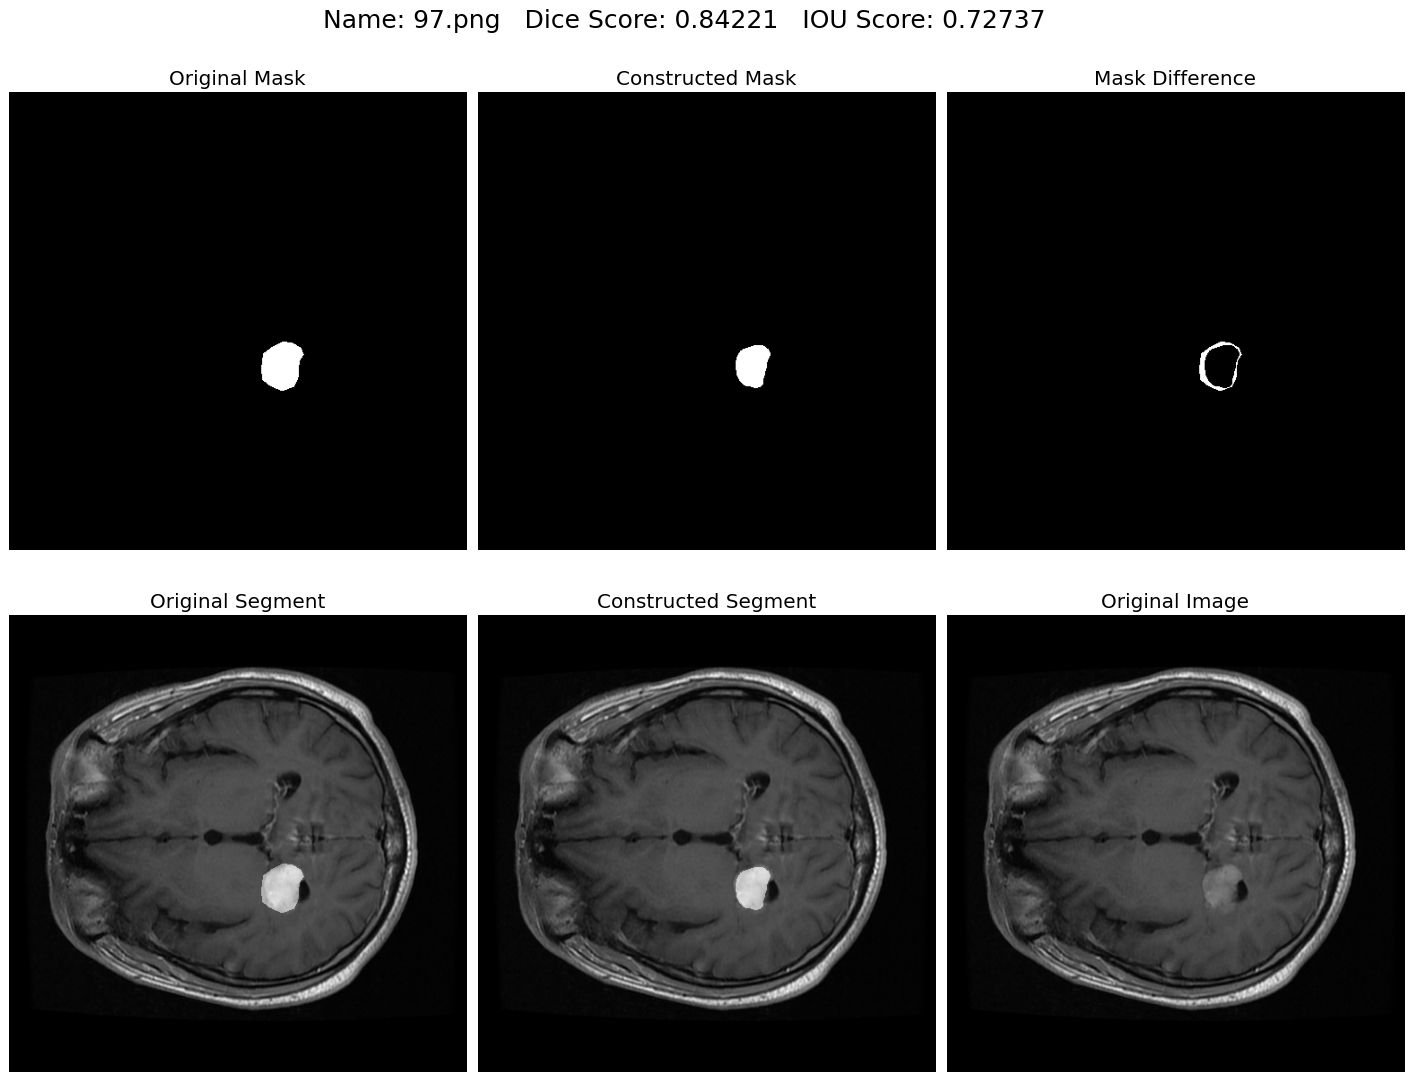 Name: 97.png   Dice Score: 0.84221   IOU Score: 0.72737
Original Mask
Constructed Mask
Mask Difference
Original Segment
Constructed Segment
Original Image